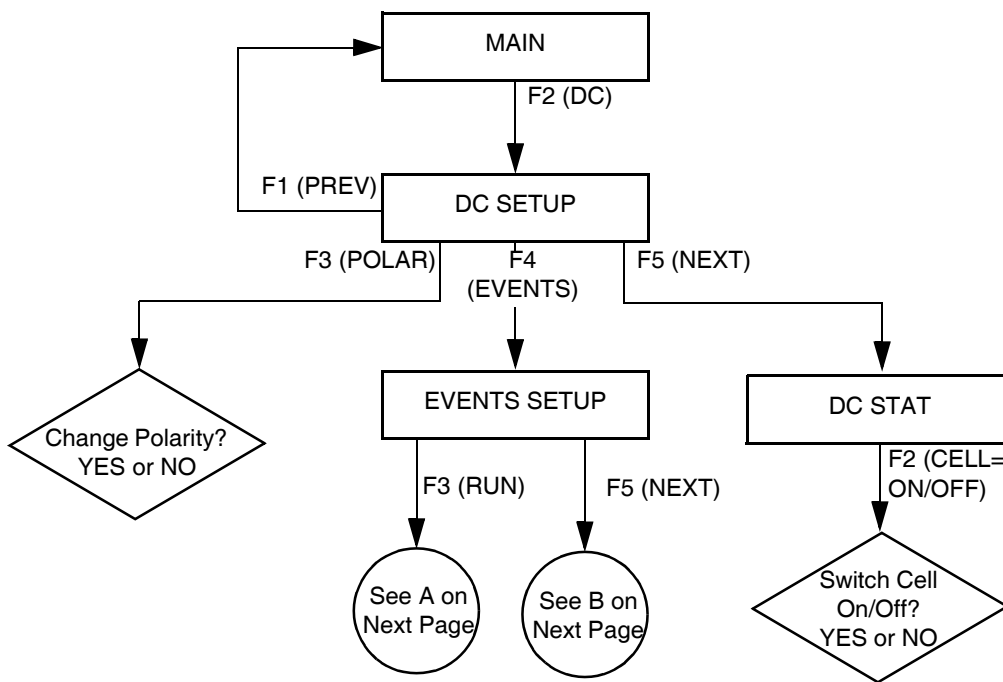 MAIN
F2 (DC)
F1 (PREV)
DC SETUP
F3 (POLAR)
F4
(EVENTS)
F5 (NEXT)
Change Polarity?
YES or NO
EVENTS SETUP
DC STAT
F3 (RUN)
F5 (NEXT)
F2 (CELL=
ON/OFF)
See A on
Next Page
See B on
Next Page
Switch Cell
On/Off?
YES or NO